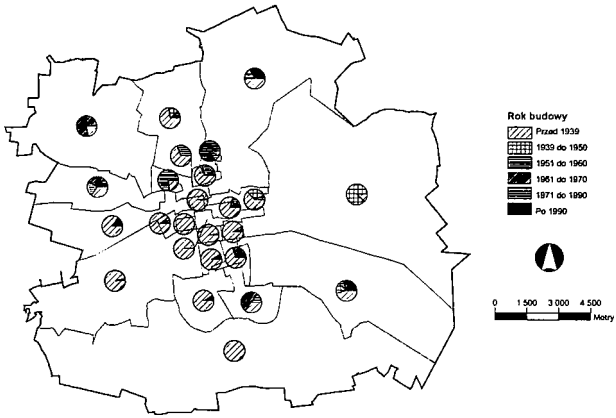 Rok budowy
Przed 1939
1939 do 1950
1951 do 1960
1961 do 1970
1971 do 1990
Po 1990
0 1 500 3 000 4 500
Metry